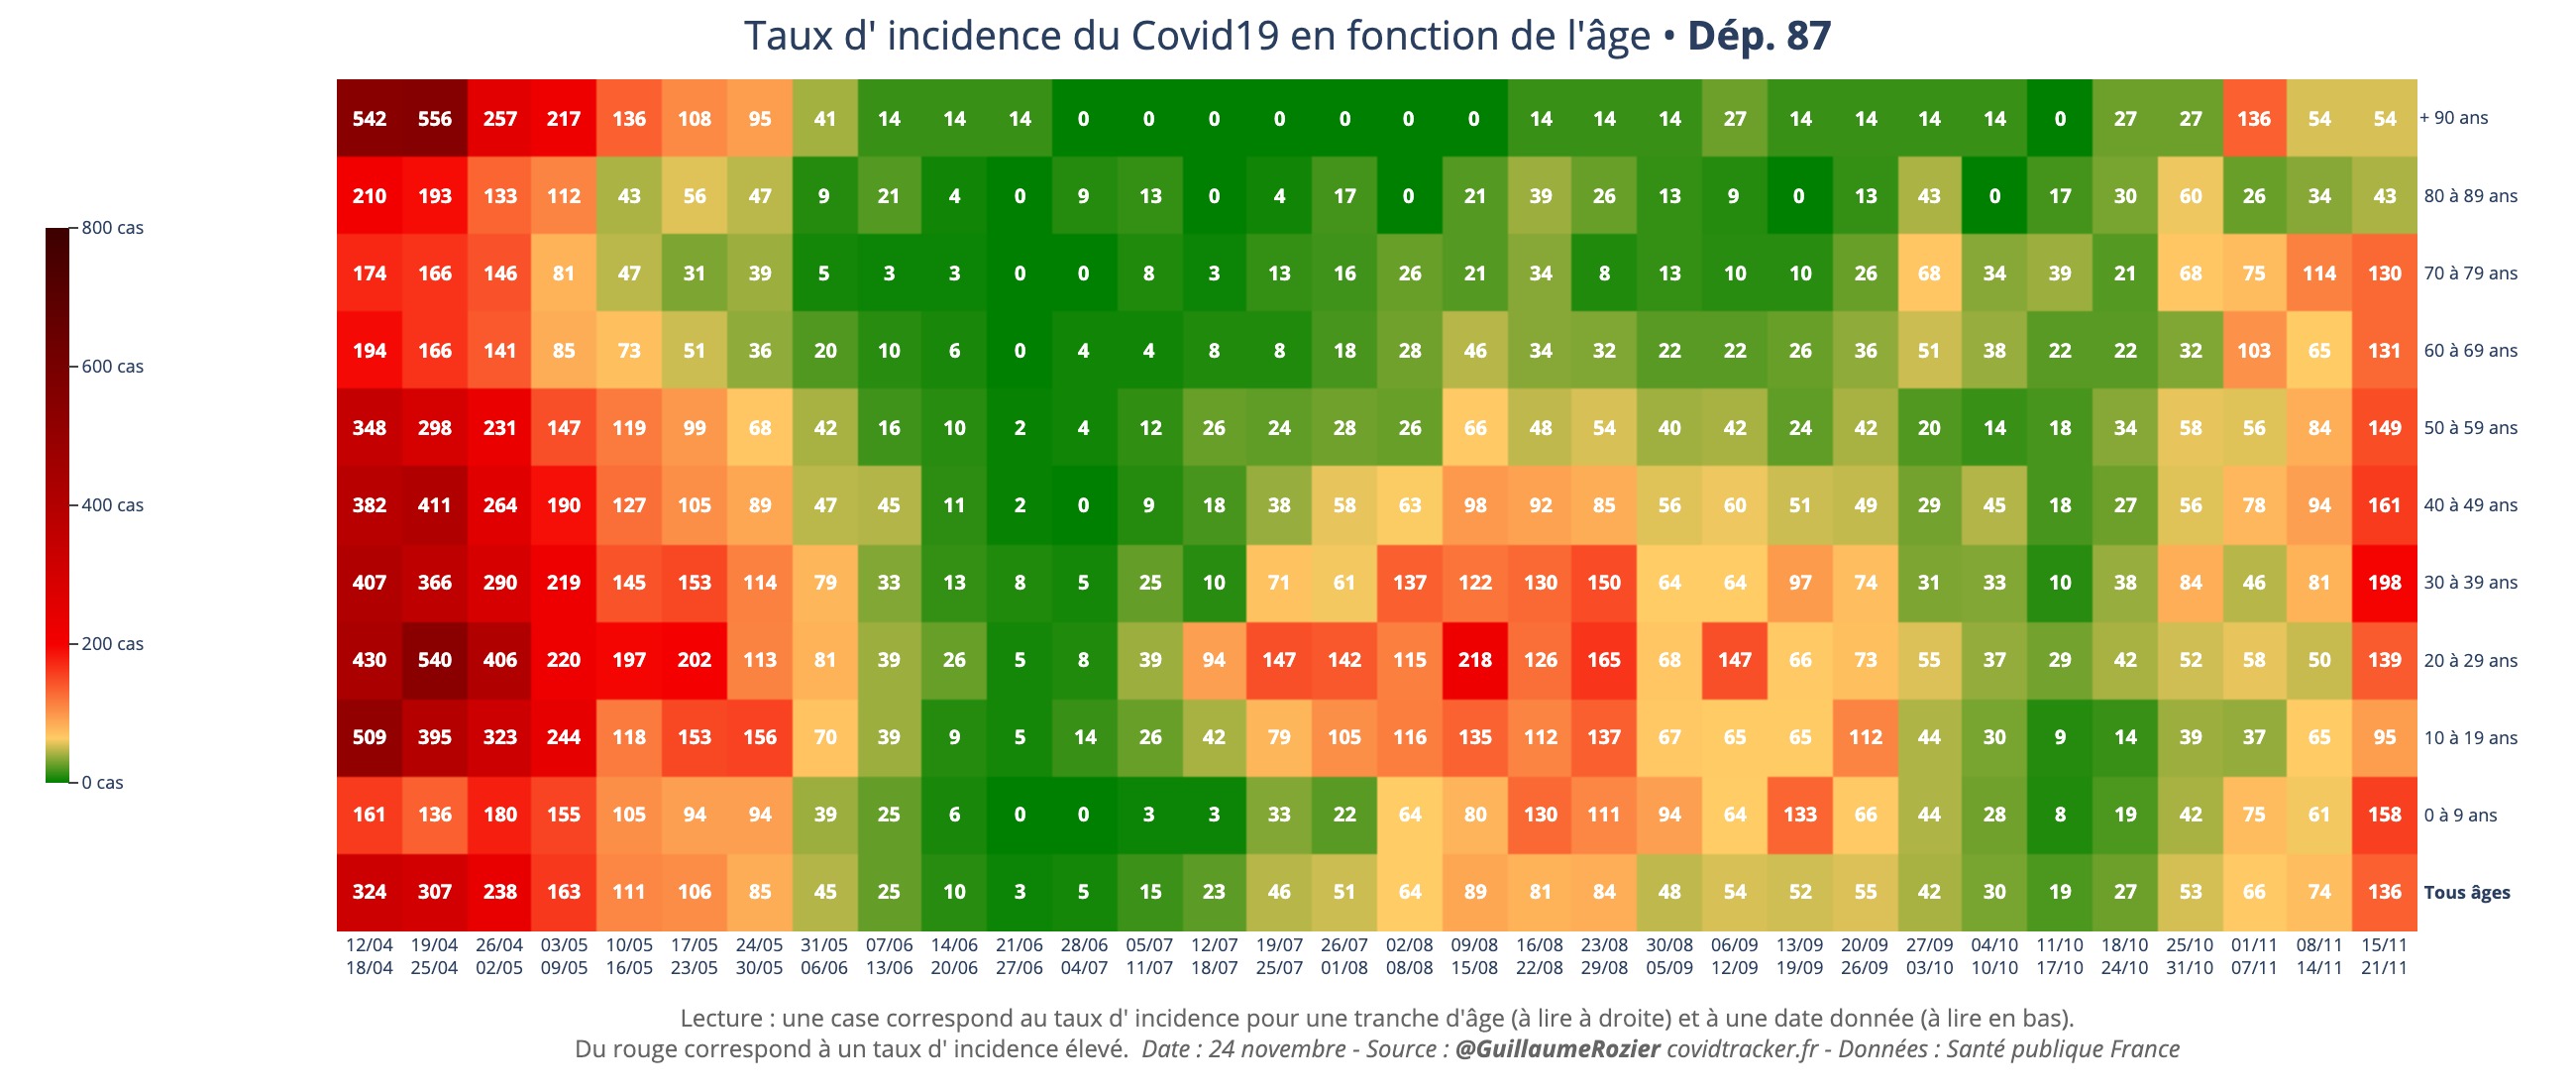 Taux d' incidence du Covid19 en fonction de l'âge • Dép. 87
542 556 257 217 136 108 95 41 14 14 14 0 0 0 0 0 0 0 14 14 14 27 14 14 14 14 0 27 27 136 54 54 + 90 ans
210 193 133 112 43 56 47 9 21 4 0 9 13 0 4 17 0 21 39 26 13 9 0 13 43 0 17 30 60 26 34 43 80 à 89 ans
800 cas
174 166 146 81 47 31 39 5 3 3 0 0 8 3 13 16 26 21 34 8 13 10 10 26 68 34 39 21 68 75 114 130 70 à 79 ans
194 166 141 85 73 51 36 20 10 6 0 4 4 8 8 18 28 46 34 32 22 22 26 36 51 38 22 22 32 103 65 131 60 à 69 ans
600 cas
348 298 231 147 119 99 68 42 16 10 2 4 12 26 24 28 26 66 48 54 40 42 24 42 20 14 18 34 58 56 84 149 50 à 59 ans
400 cas
382 411 264 190 127 105 89 47 45 11 2 0 9 18 38 58 63 98 92 85 56 60 51 49 29 45 18 27 56 78 94 161 40 à 49 ans
407 366 290 219 145 153 114 79 33 13 8 5 25 10 71 61 137 122 130 150 64 64 97 74 31 33 10 38 84 46 81 198 30 à 39 ans
200 cas
430 540 406 220 197 202 113 81 39 26 5 8 39 94 147 142 115 218 126 165 68 147 66 73 55 37 29 42 52 58 50 139 20 à 29 ans
509 395 323 244 118 153 156 70 39 9 5 14 26 42 79 105 116 135 112 137 67 65 65 112 44 30 9 14 39 37 65 95 10 à 19 ans
0 cas
161 136 180 155 105 94 94 39 25 6 0 0 3 3 33 22 64 80 130 111 94 64 133 66 44 28 8 19 42 75 61 158 0 à 9 ans
324 307 238 163 111 106 85 45 25 10 3 5 15 23 46 51 64 89 81 84 48 54 52 55 42 30 19 27 53 66 74 136 Tous âges
12/04 19/04 26/04 03/05 10/05 17/05 24/05 31/05 07/06 14/06 21/06 28/06 05/07 12/07 19/07 26/07 02/08 09/08 16/08 23/08 30/08 06/09 13/09 20/09 27/09 04/10 11/10 18/10 25/10 01/11 08/11 15/11
18/04 25/04 02/05 09/05 16/05 23/05 30/05 06/06 13/06 20/06 27/06 04/07 11/07 18/07 25/07 01/08 08/08 15/08 22/08 29/08 05/09 12/09 19/09 26/09 03/10 10/10 17/10 24/10 31/10 07/11 14/11 21/11
Lecture : une case correspond au taux d' incidence pour une tranche d'âge (à lire à droite) et à une date donnée (à lire en bas).
Du rouge correspond à un taux d' incidence élevé. Date : 24 novembre - Source : @GuillaumeRozier covidtracker.fr - Données : Santé publique France